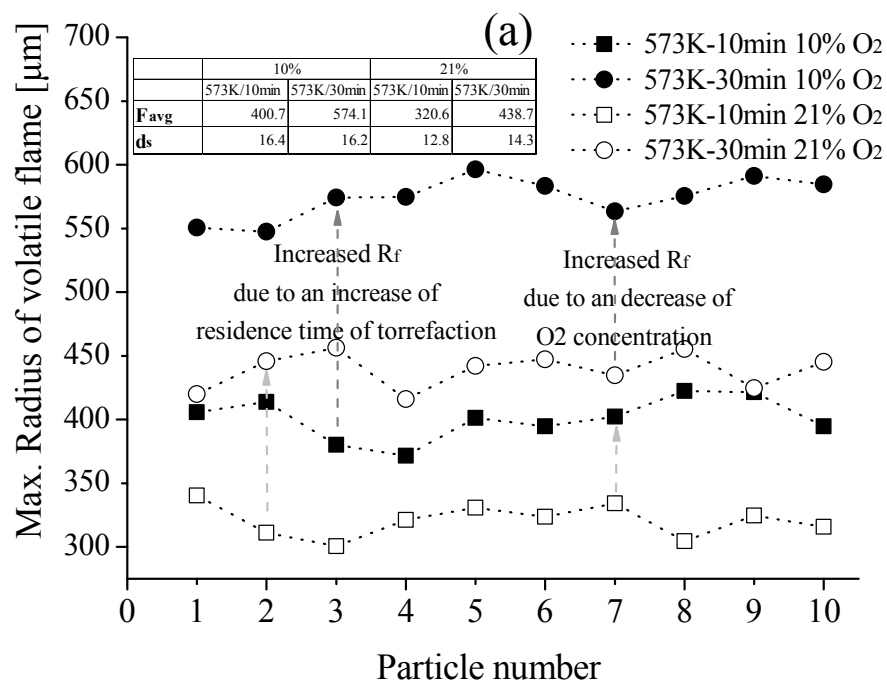 (a)
573K-10min 10% O2
573K-30min 10% O2
573K-10min 21% O2
573K-30min 21% O2
10% 21%
573K/10min 573K/30min 573K/10min 573K/30min
Favg 400.7 574.1 320.6 438.7
ds 16.4 16.2 12.8 14.3
Max. Radius of volatile flame [µm]
700
650
600
550
500
450
400
350
300
Increased Rf
due to an increase of
residence time of torrefaction
Increased Rf
due to an decrease of
O2 concentration
0 1 2 3 4 5 6 7 8 9 10
Particle number